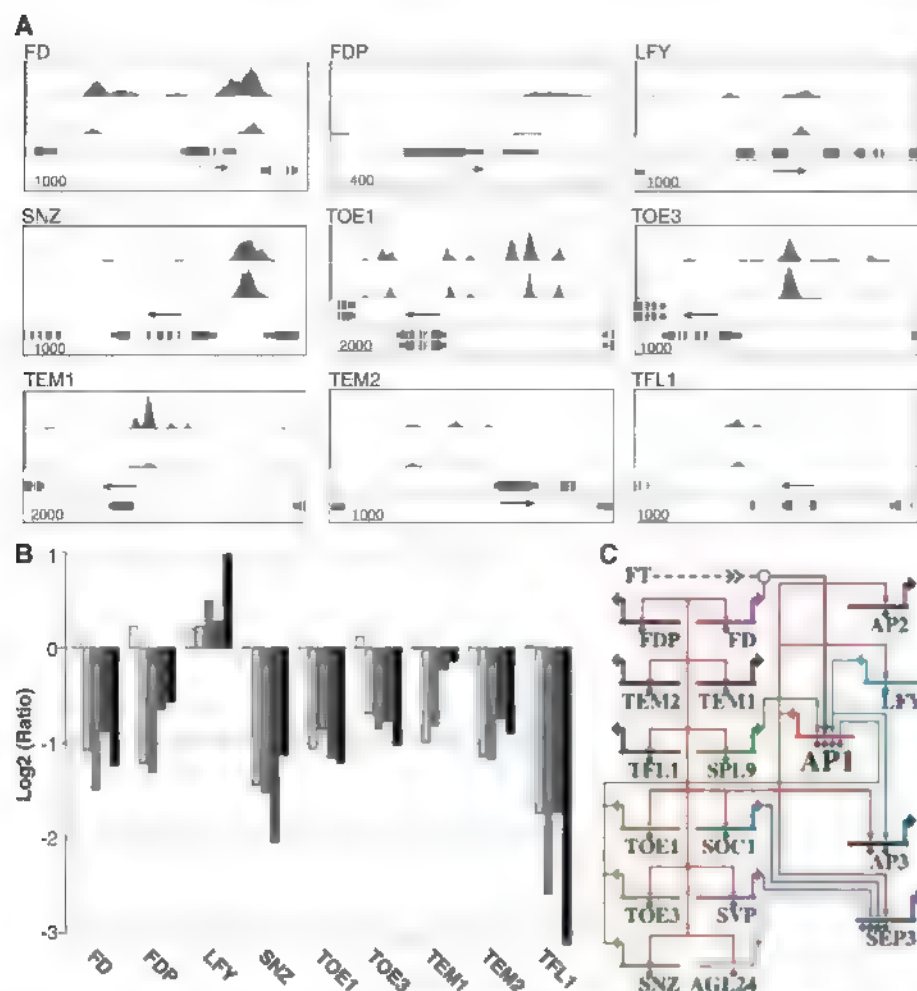 A
FD
FDP
LFY
1000
400
1000
SNZ
TOE1
TOE3
1000
2000
1000
TEM1
TEM2
TFL1
2000
1000
1000
B
1
0
-1
-2
-3
Log2 (Ratio)
FD
FDP
LFY
SNZ
TOE1
TOE3
TEM1
TEM2
TFL1
C
FT
FDP
FD
AP2
TEM2
TEM1
LFY
TFL1
SPL9
AP1
TOE1
SOC1
AP3
TOE3
SVP
SEP3
SNZ
AGL24